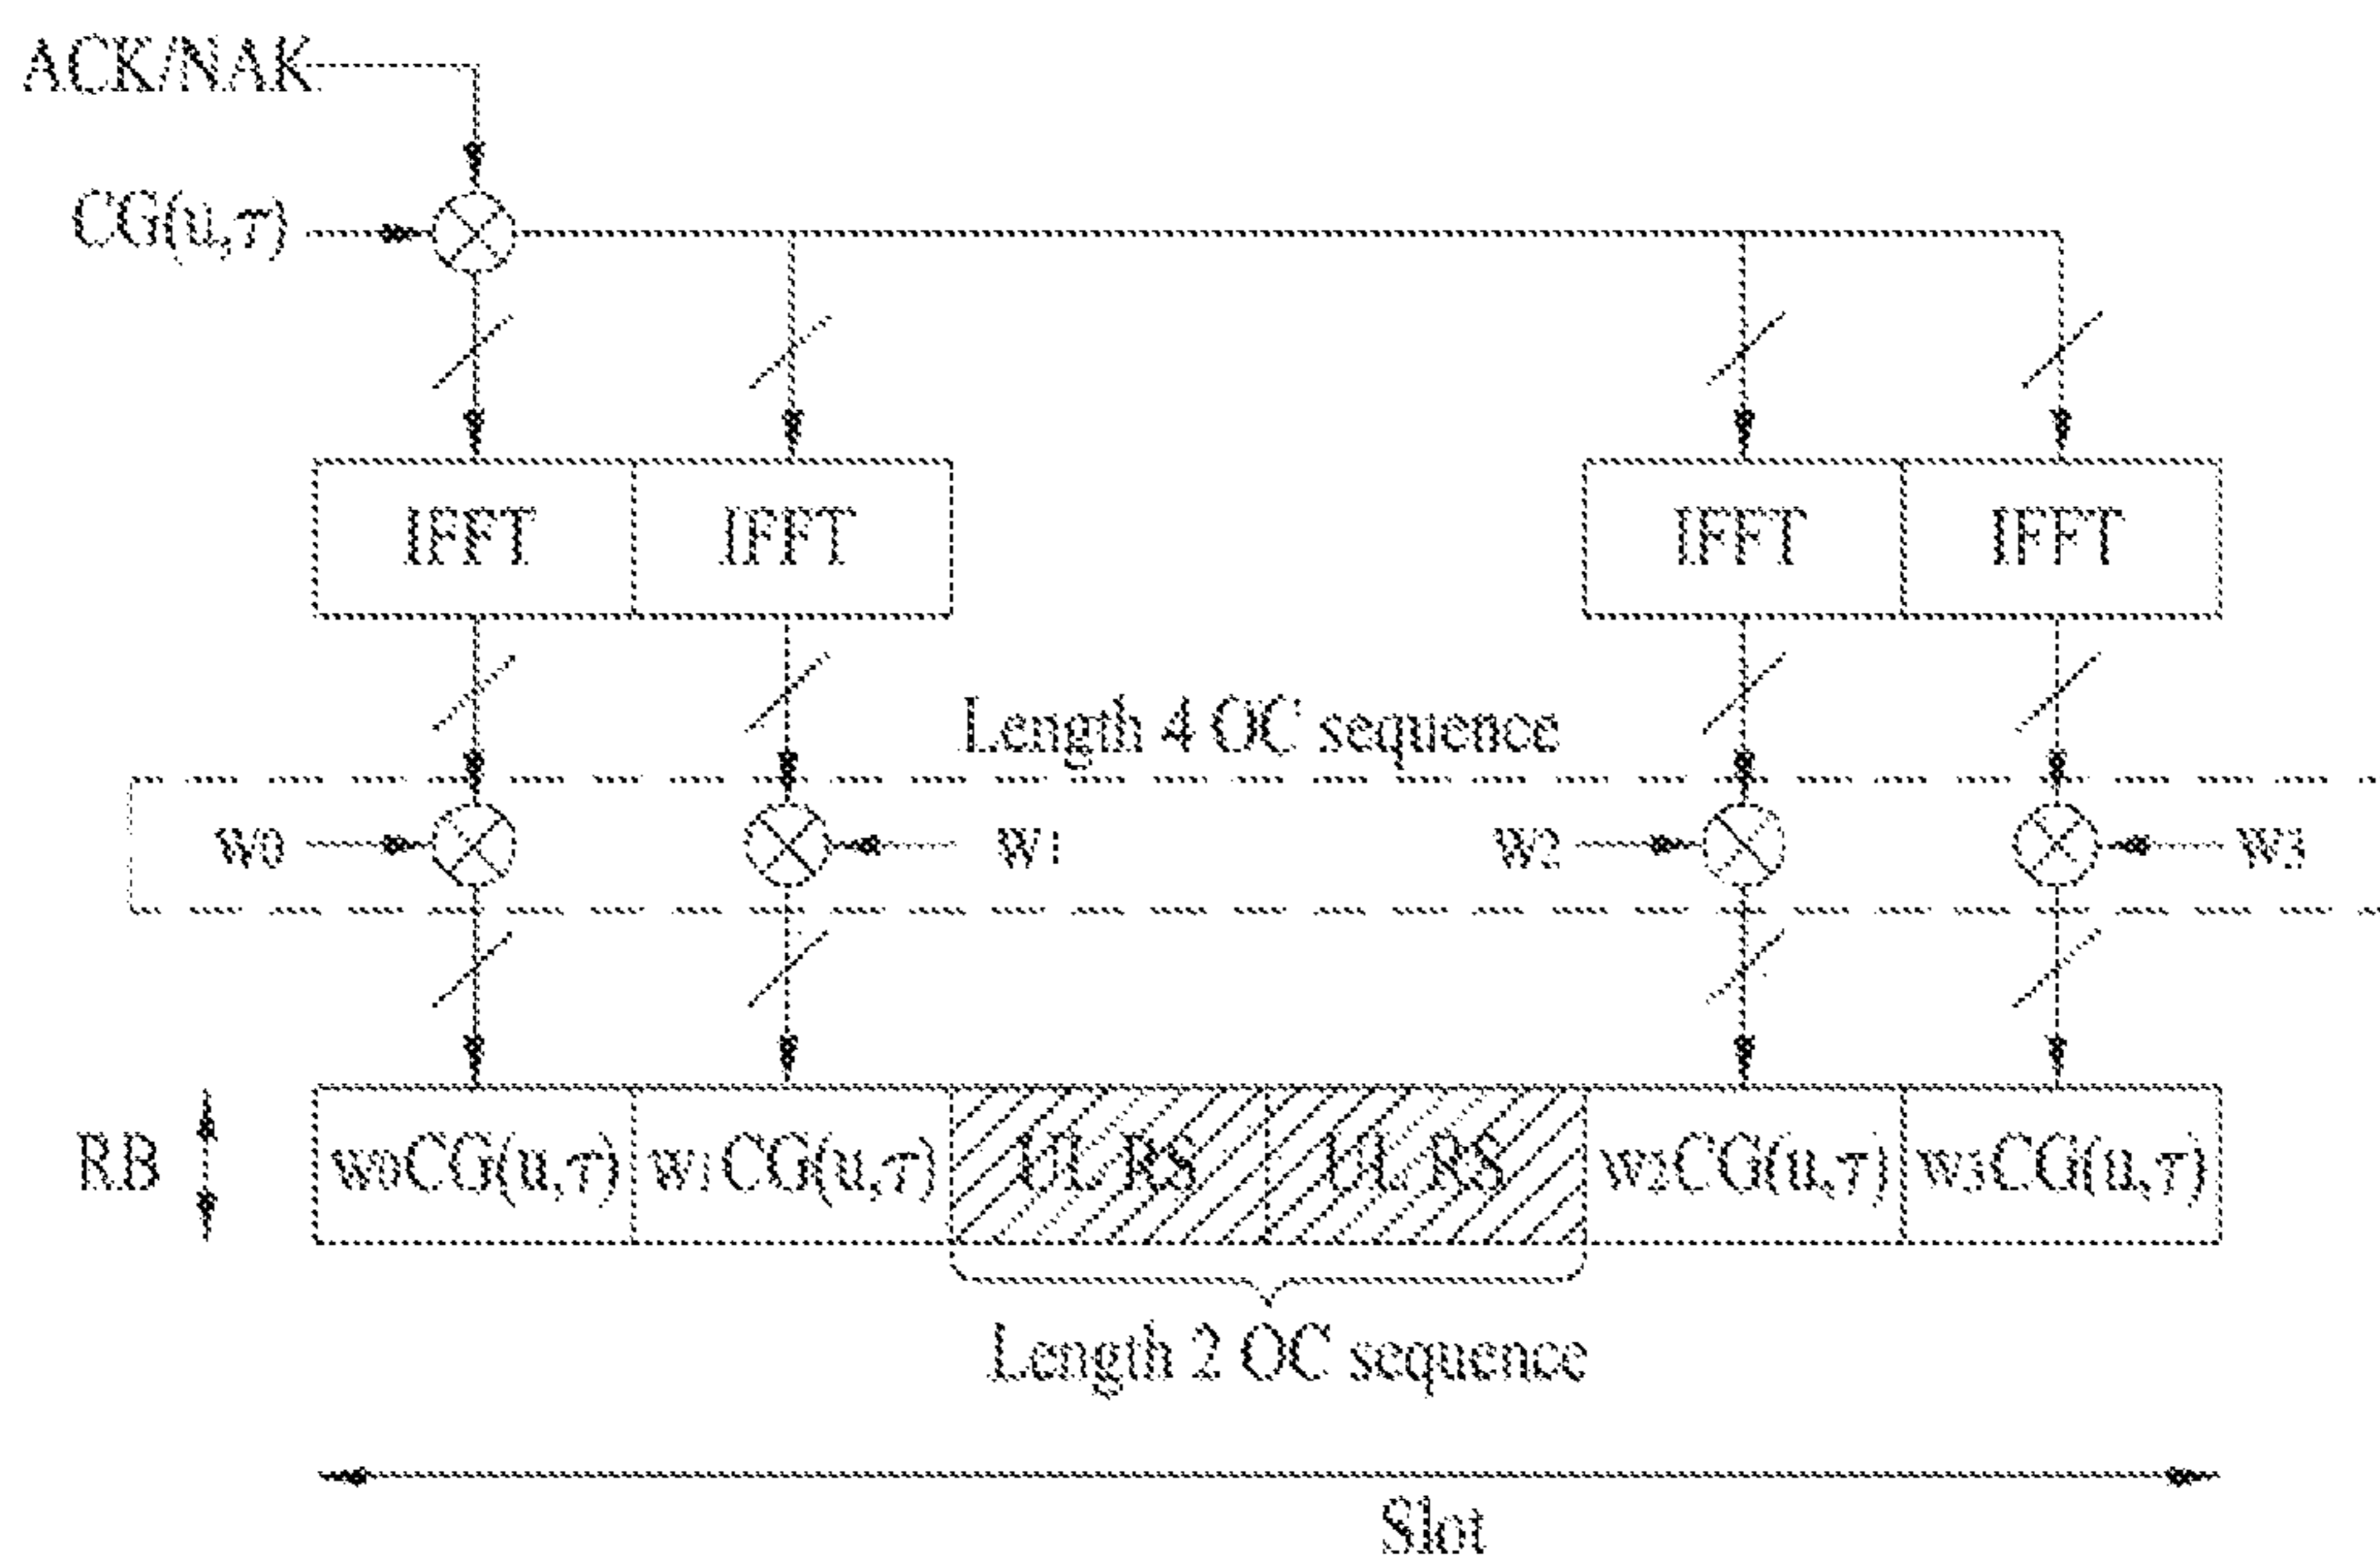 ACK/NAK
CG(u,τ)
IFFT IFFT IFFT IFFT
Length 4 OC sequence
W0 W1 W2 W3
RB w0CG(u,τ) w1CG(u,τ) UL RS UL RS w2CG(u,τ) w3CG(u,τ)
Length 2 OC sequence
Slot